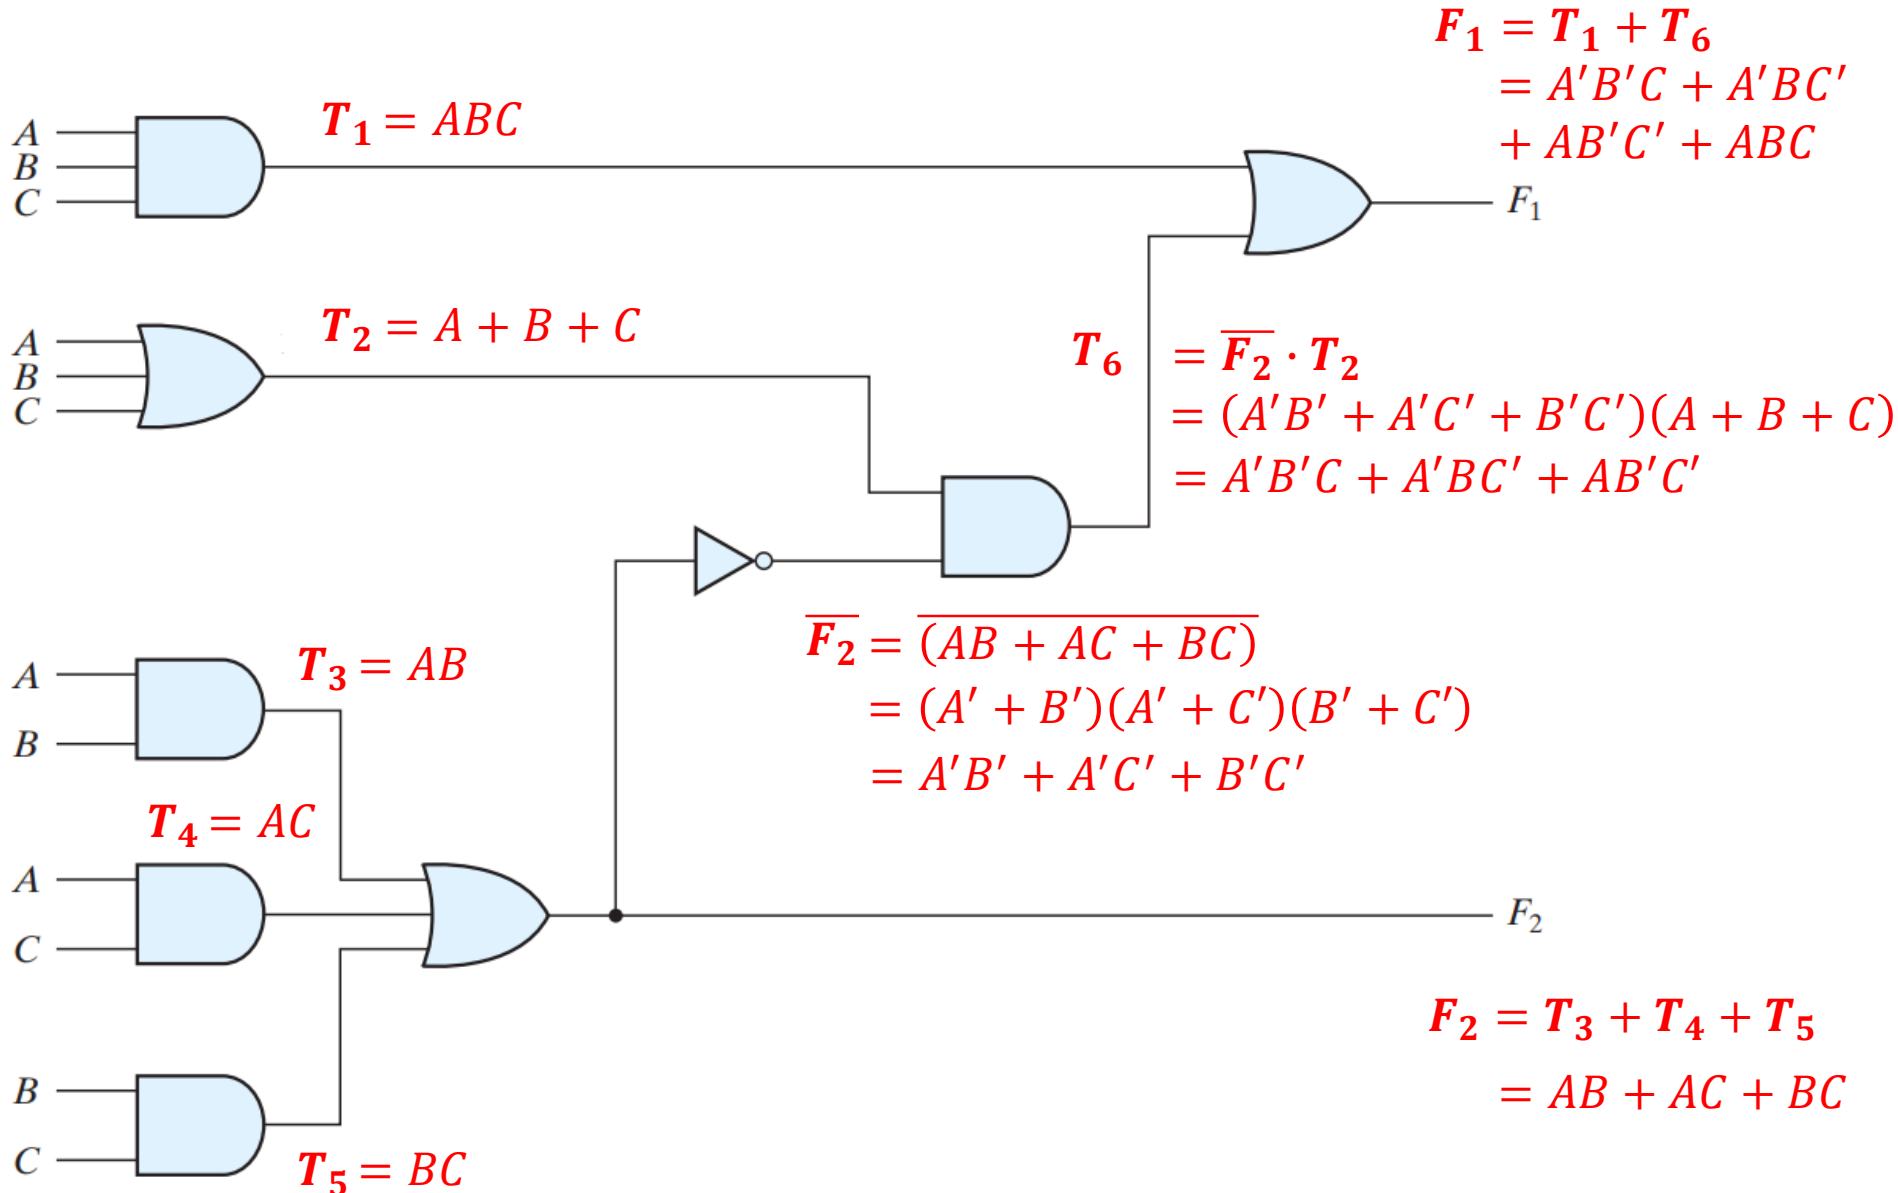 F₁ = T₁ + T₆
= A′B′C + A′BC′
+ AB′C′ + ABC
T₁ = ABC
A
B
C
F₁
T₂ = A + B + C
A
B
C
T₆ = F̅₂̅ · T₂
= (A′B′ + A′C′ + B′C′)(A + B + C)
= A′B′C + A′BC′ + AB′C′
F̅₂̅ = \overline{(AB + AC + BC)}
= (A′ + B′)(A′ + C′)(B′ + C′)
= A′B′ + A′C′ + B′C′
T₃ = AB
A
B
T₄ = AC
A
C
F₂
F₂ = T₃ + T₄ + T₅
= AB + AC + BC
B
C
T₅ = BC